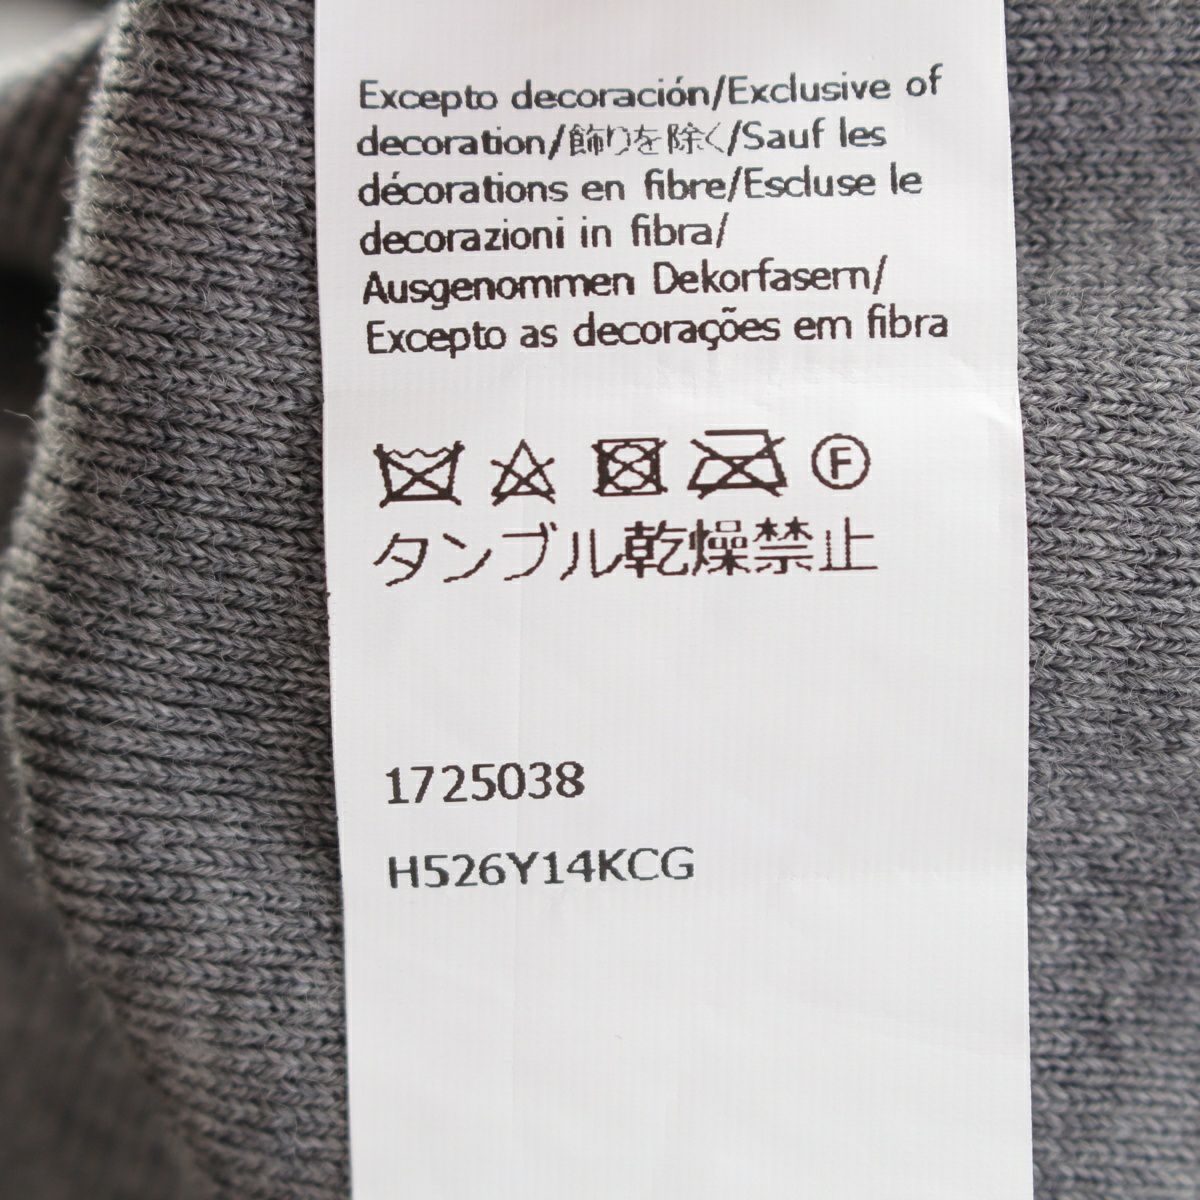 Excepto decoración/Exclusive of
decoration/飾りを除く/Sauf les
décorations en fibre/Escluse le
decorazioni in fibra/
Ausgenommen Dekorfasern/
Excepto as decorações em fibra
F
タンブル乾燥禁止
1725038
H526Y14KCG